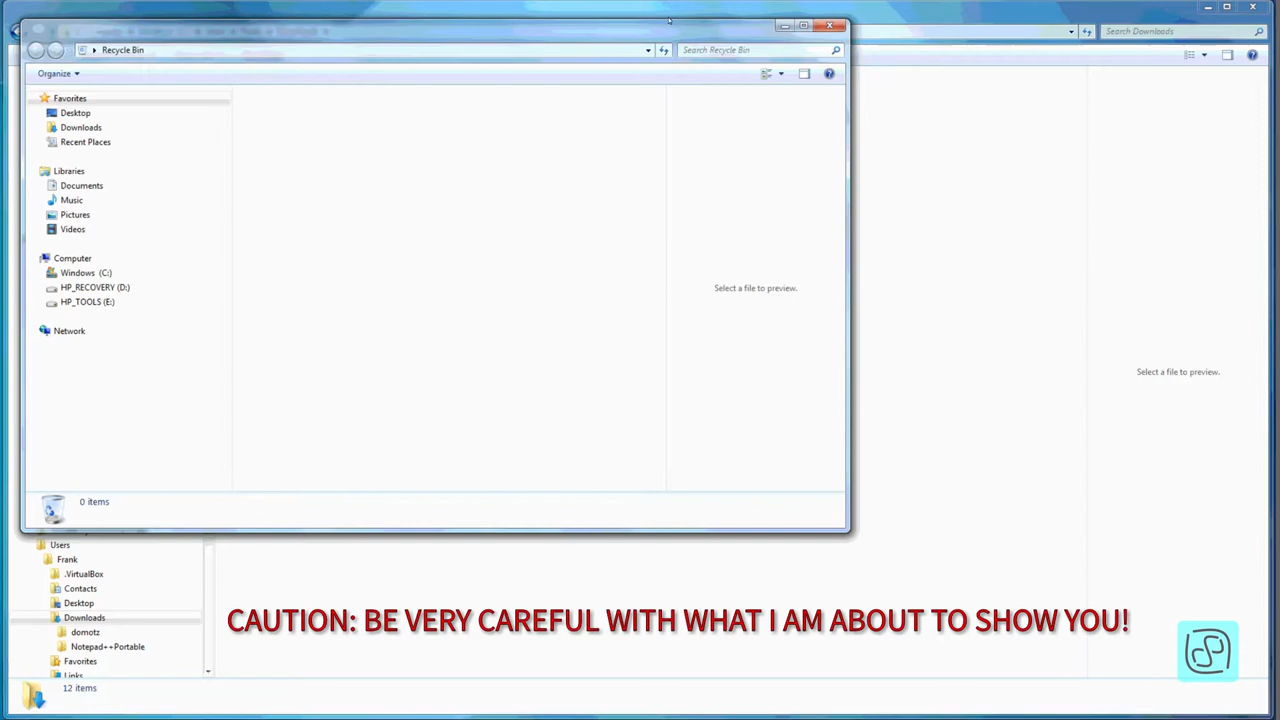 Search Downloads
Recycle Bin
Search Recycle Bin
Organize
Favorites
Desktop
Downloads
Recent Places
Libraries
Documents
Music
Pictures
Videos
Computer
Windows (C:)
HP_RECOVERY (D:)
HP_TOOLS (E:)
Network
Select a file to preview.
Select a file to preview.
0 items
Users
Frank
.VirtualBox
Contacts
Desktop
Downloads
domotz
Notepad++Portable
Favorites
Links
12 items
CAUTION: BE VERY CAREFUL WITH WHAT I AM ABOUT TO SHOW YOU!